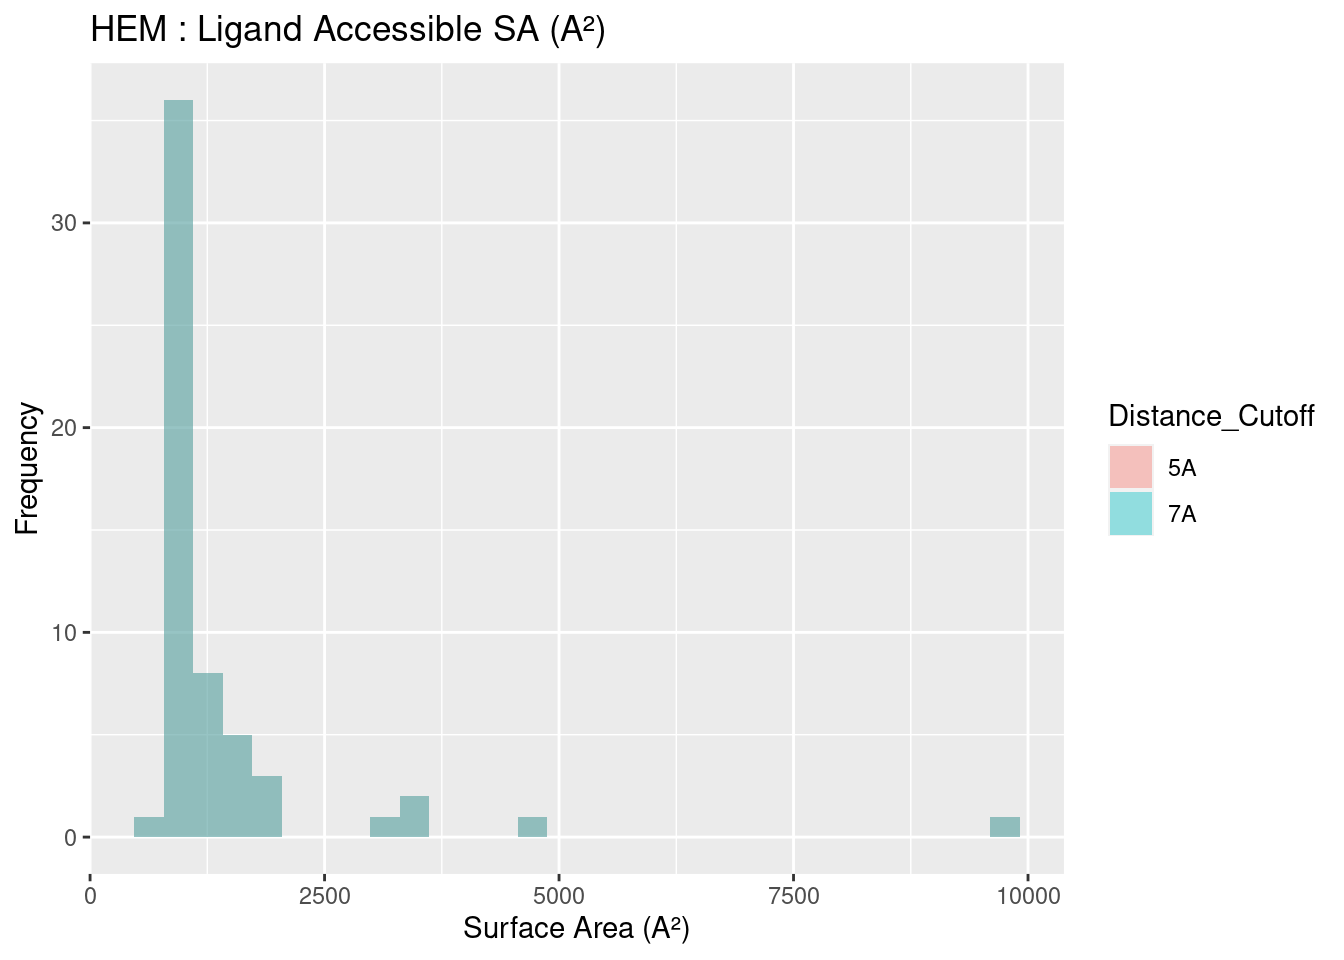 HEM : Ligand Accessible SA (A²)
Frequency
30
20
10
0
0 2500 5000 7500 10000
Surface Area (A²)
Distance_Cutoff
5A
7A